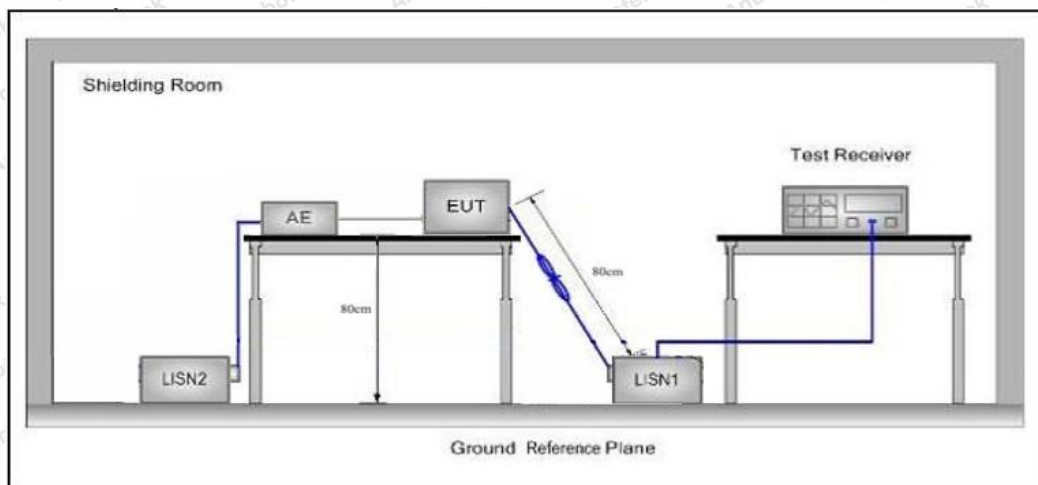 Shielding Room
Test Receiver
AE
EUT
80cm
80cm
LISN2
LISN1
Ground Reference Plane